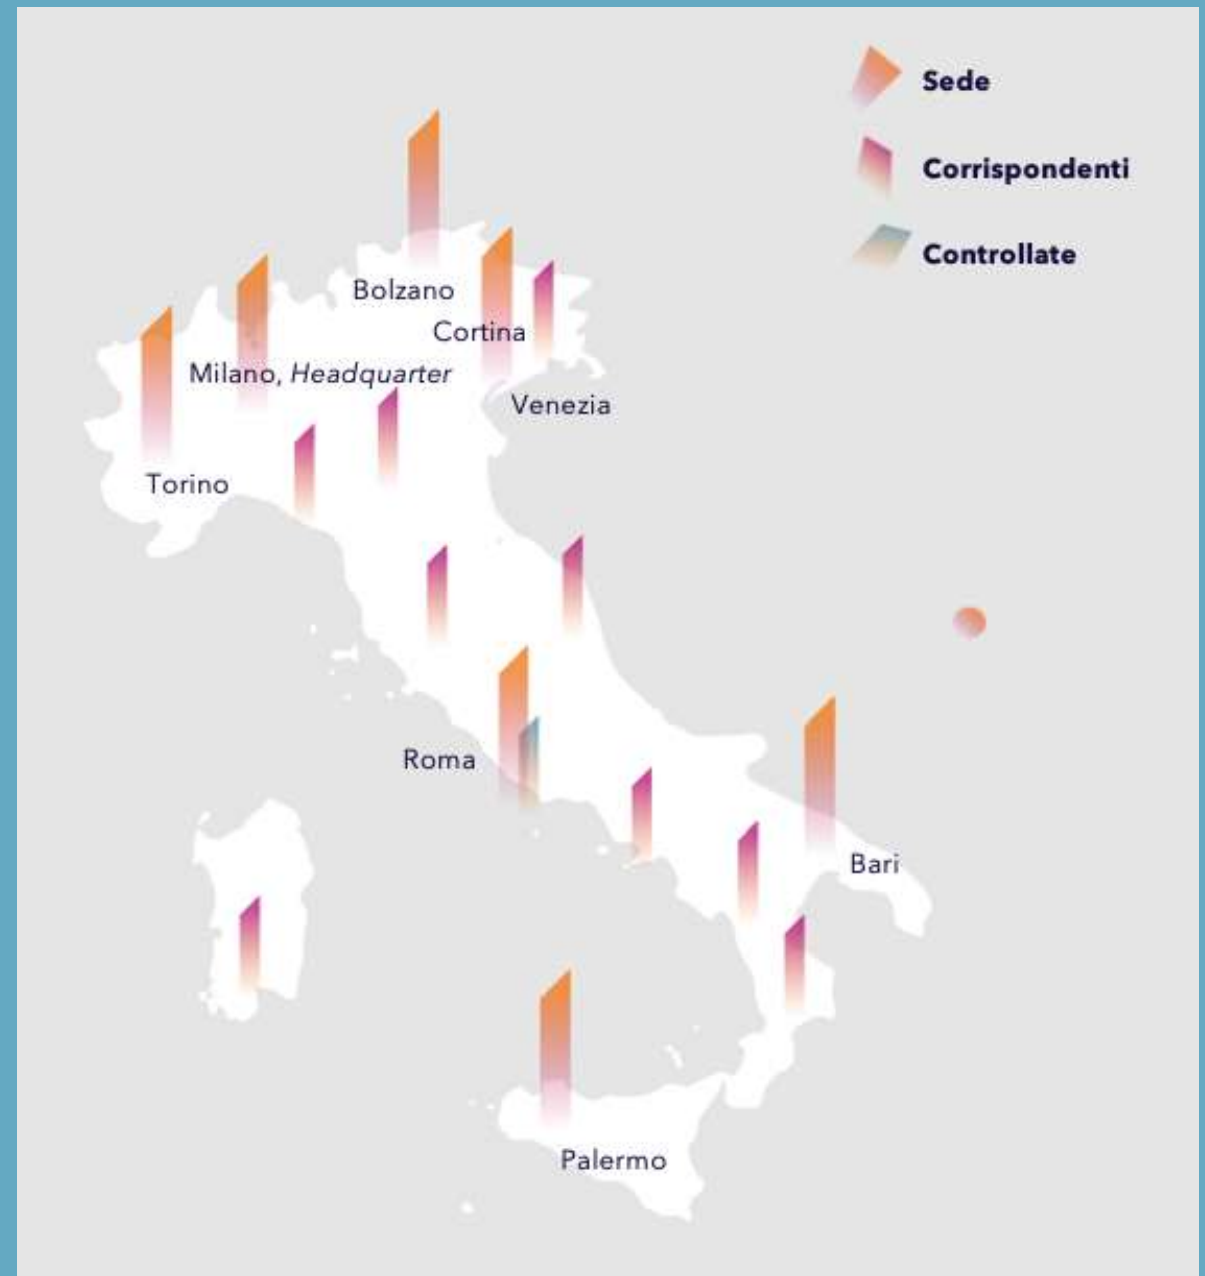 Sede
Corrispondenti
Controllate
Bolzano
Cortina
Milano, Headquarter
Venezia
Torino
Roma
Bari
Palermo